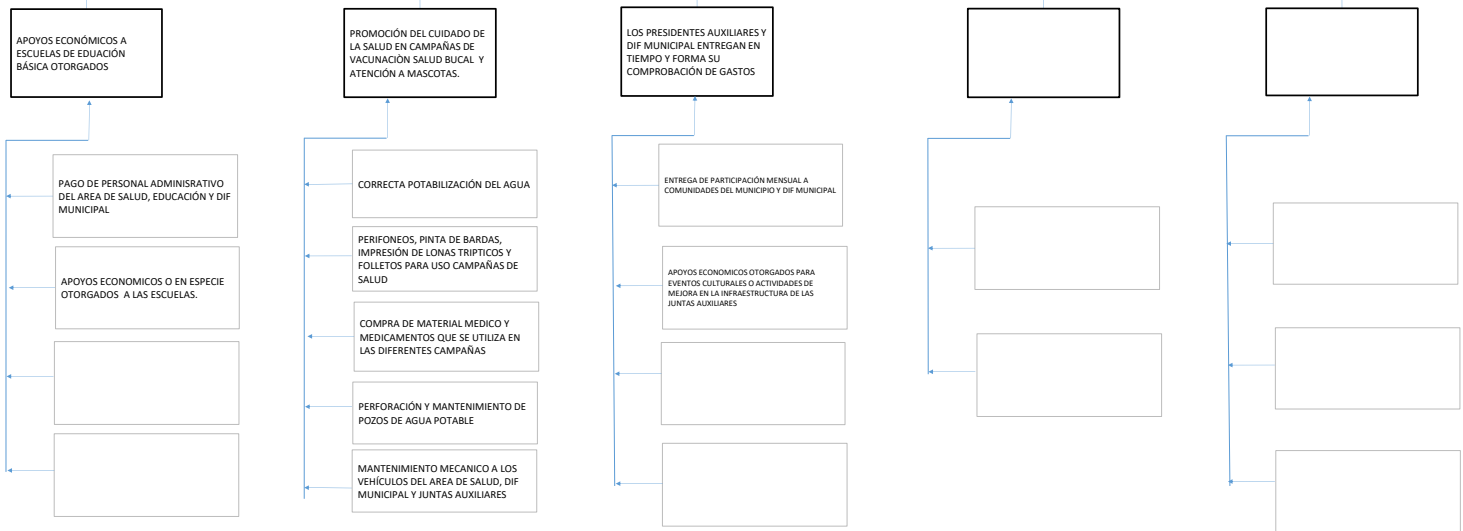 APOYOS ECONÓMICOS A
ESCUELAS DE EDUACIÓN
BÁSICA OTORGADOS
PAGO DE PERSONAL ADMINISRATIVO
DEL AREA DE SALUD, EDUCACIÓN Y DIF
MUNICIPAL
APOYOS ECONOMICOS O EN ESPECIE
OTORGADOS A LAS ESCUELAS.
PROMOCIÓN DEL CUIDADO DE
LA SALUD EN CAMPAÑAS DE
VACUNACIÒN SALUD BUCAL Y
ATENCIÓN A MASCOTAS.
CORRECTA POTABILIZACIÓN DEL AGUA
PERIFONEOS, PINTA DE BARDAS,
IMPRESIÓN DE LONAS TRIPTICOS Y
FOLLETOS PARA USO CAMPAÑAS DE
SALUD
COMPRA DE MATERIAL MEDICO Y
MEDICAMENTOS QUE SE UTILIZA EN
LAS DIFERENTES CAMPAÑAS
PERFORACIÓN Y MANTENIMIENTO DE
POZOS DE AGUA POTABLE
MANTENIMIENTO MECANICO A LOS
VEHÍCULOS DEL AREA DE SALUD, DIF
MUNICIPAL Y JUNTAS AUXILIARES
LOS PRESIDENTES AUXILIARES Y
DIF MUNICIPAL ENTREGAN EN
TIEMPO Y FORMA SU
COMPROBACIÓN DE GASTOS
ENTREGA DE PARTICIPACIÓN MENSUAL A
COMUNIDADES DEL MUNICIPIO Y DIF MUNICIPAL
APOYOS ECONOMICOS OTORGADOS PARA
EVENTOS CULTURALES O ACTIVIDADES DE
MEJORA EN LA INFRAESTRUCTURA DE LAS
JUNTAS AUXILIARES